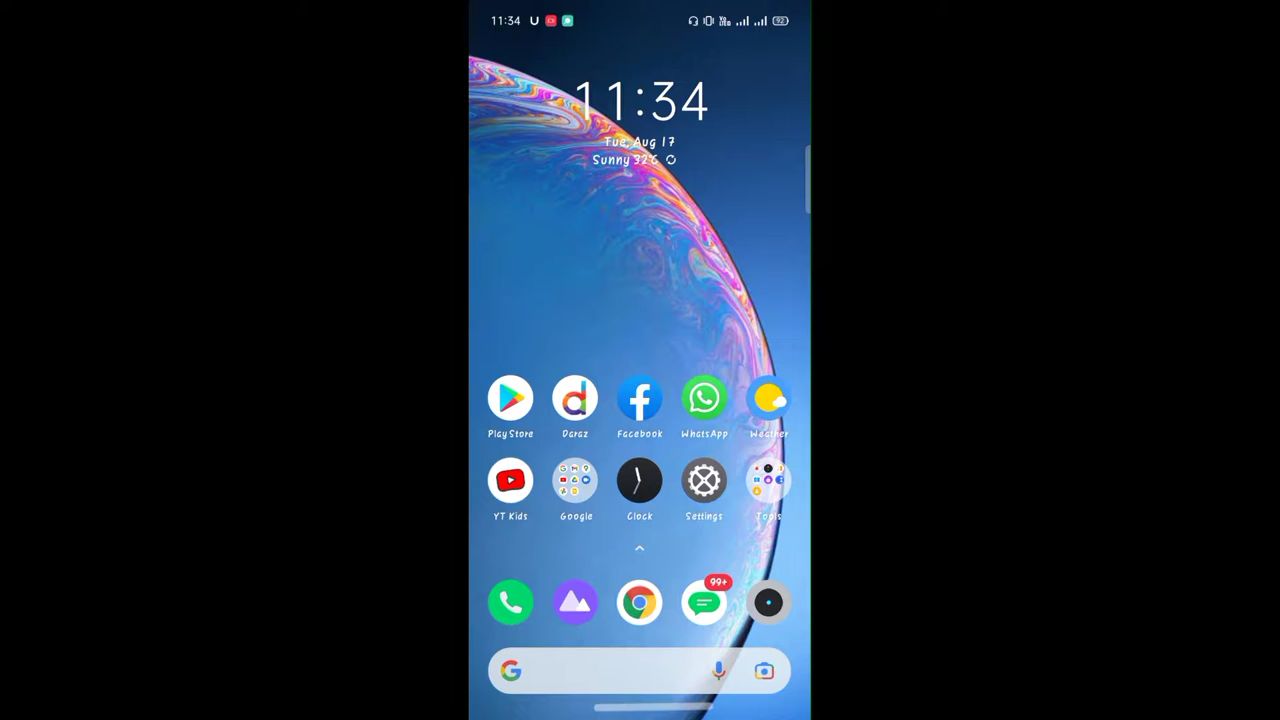 11:34
92
11:34
Tue, Aug 17
Sunny 32°C
Play Store
Daraz
Facebook
WhatsApp
Weather
YT Kids
Google
Clock
Settings
Tools
99+